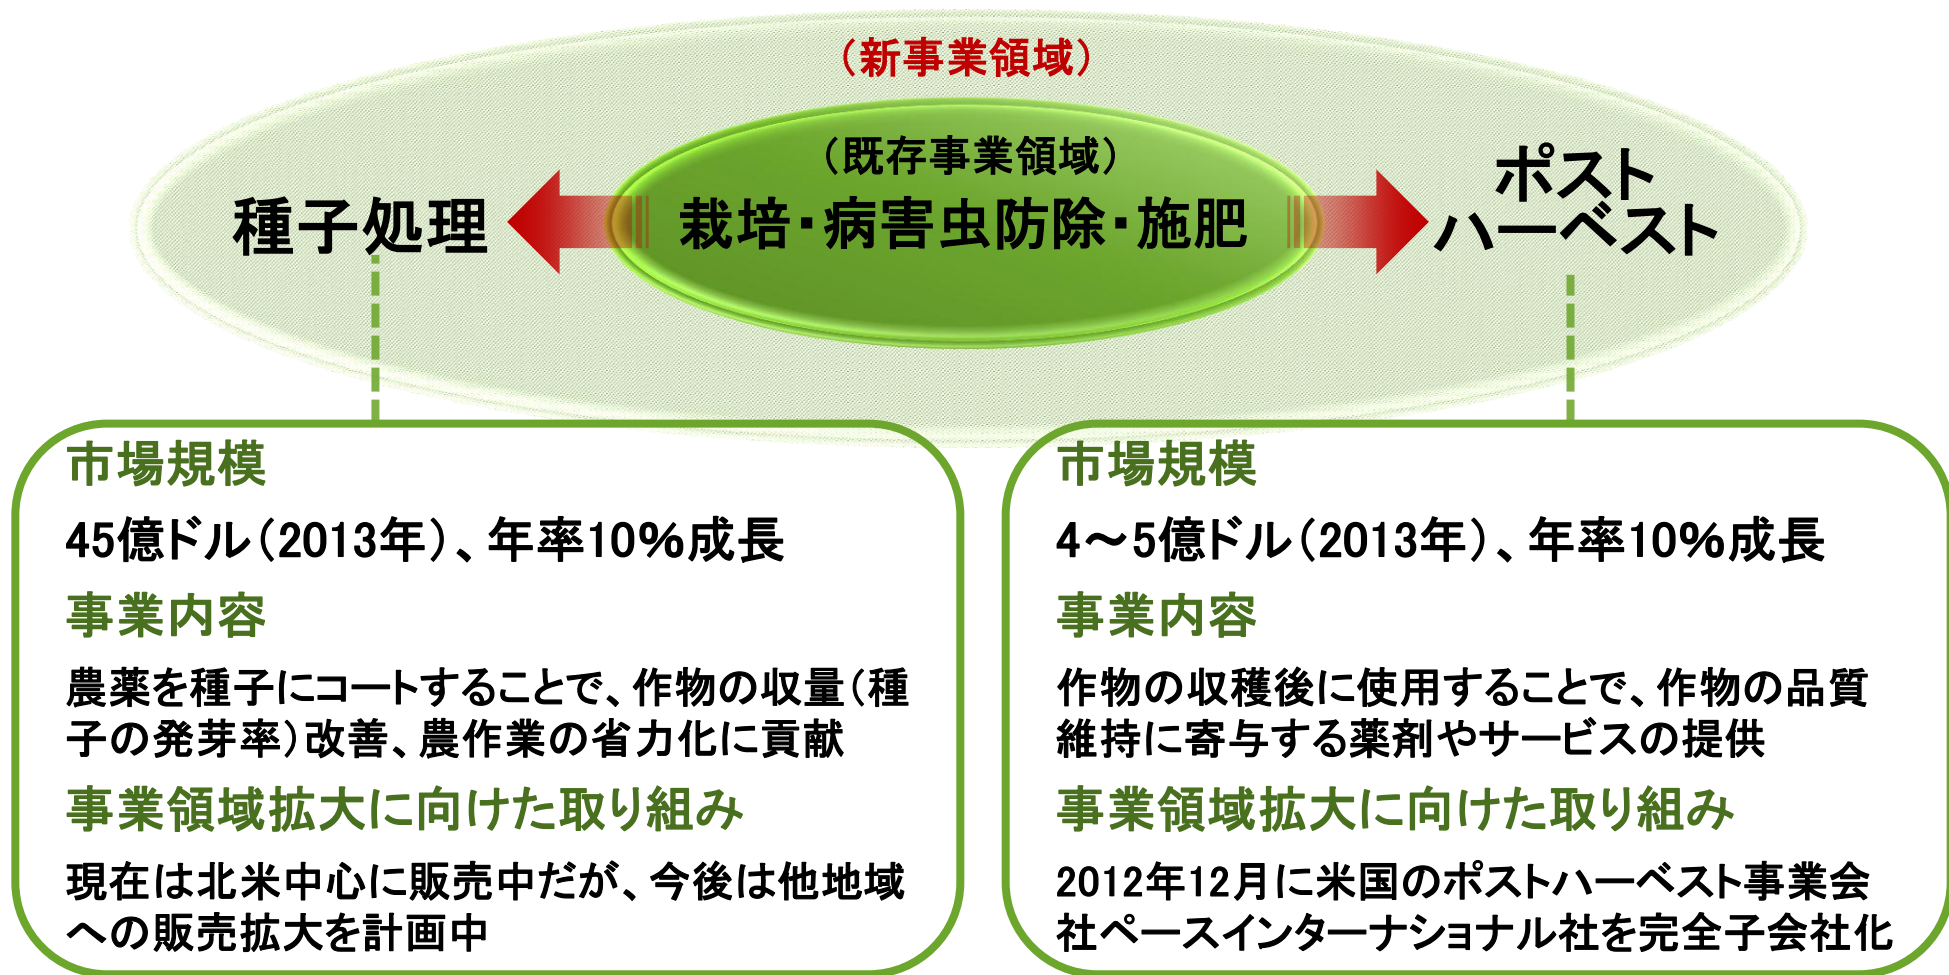 （新事業領域）
（既存事業領域）
種子処理
栽培・病害虫防除・施肥
ポスト
ハーベスト
市場規模
45億ドル（2013年）、年率10%成長
事業内容
農薬を種子にコートすることで、作物の収量（種
子の発芽率）改善、農作業の省力化に貢献
事業領域拡大に向けた取り組み
現在は北米中心に販売中だが、今後は他地域
への販売拡大を計画中
市場規模
4～5億ドル（2013年）、年率10%成長
事業内容
作物の収穫後に使用することで、作物の品質
維持に寄与する薬剤やサービスの提供
事業領域拡大に向けた取り組み
2012年12月に米国のポストハーベスト事業会
社ペースインターナショナル社を完全子会社化